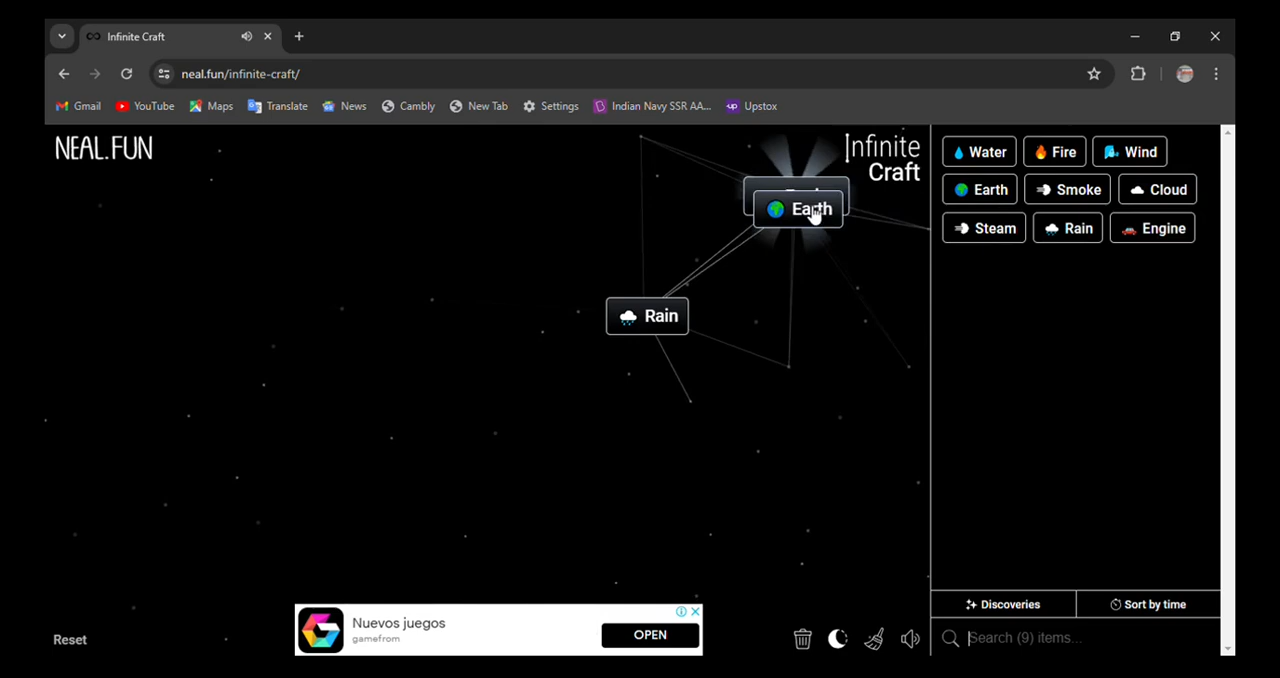 Infinite Craft
neal.fun/infinite-craft/
Gmail YouTube Maps Translate News Cambly New Tab Settings Indian Navy SSR AA... Upstox
NEAL.FUN
Infinite
Craft
Earth
Rain
Water Fire Wind
Earth Smoke Cloud
Steam Rain Engine
Discoveries Sort by time
Search (9) items...
Nuevos juegos
gamefrom
OPEN
Reset